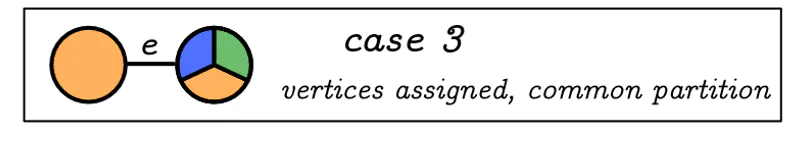 e
case 3
vertices assigned, common partition